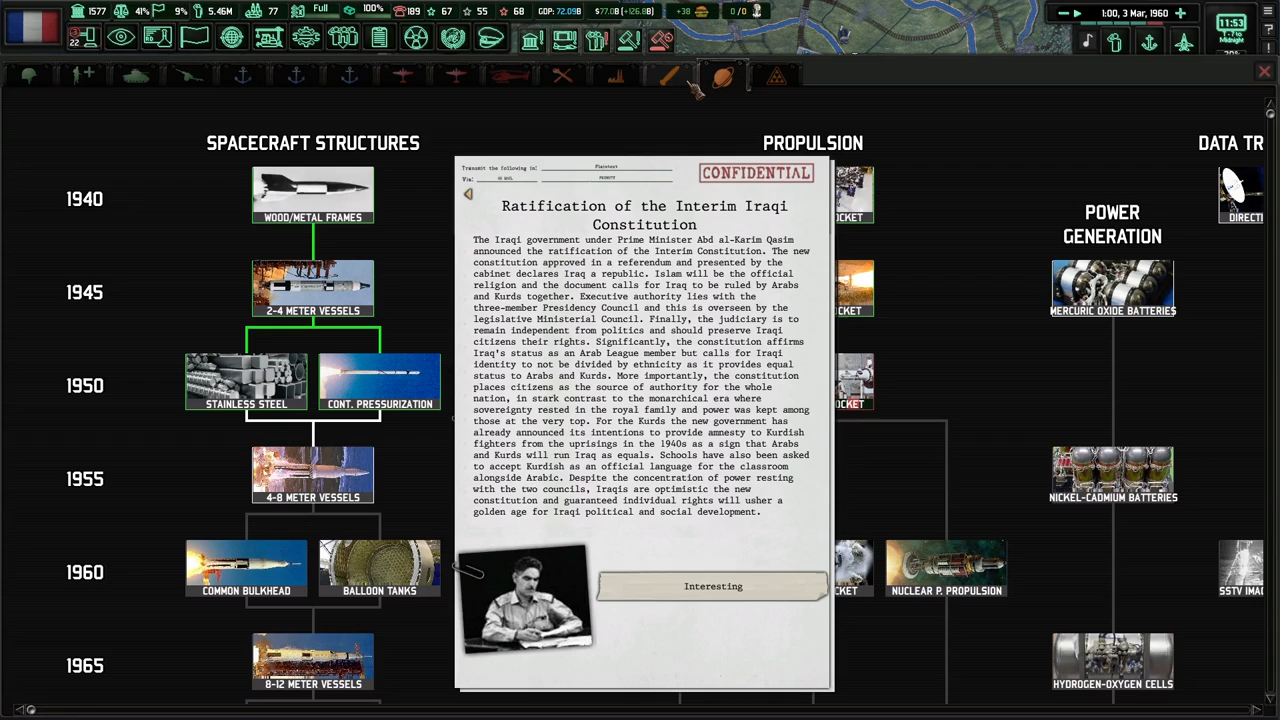 1577 41% 9% 5.46M 77 Full 100% 189 67 55 68 GDP: 72.09B $77.0B (+126.8B) +38 0/0 1:00, 3 Mar, 1960 11:53
22
T-7 to
Midnight
SPACECRAFT STRUCTURES PROPULSION DATA TR
1940
WOOD/METAL FRAMES
OCKET
DIRECTI
POWER
GENERATION
1945
2-4 METER VESSELS
OCKET
MERCURIC OXIDE BATTERIES
1950
STAINLESS STEEL
CONT. PRESSURIZATION
OCKET
1955
4-8 METER VESSELS
NICKEL-CADMIUM BATTERIES
1960
COMMON BULKHEAD
BALLOON TANKS
CKET
NUCLEAR P. PROPULSION
SSTV IMA
1965
8-12 METER VESSELS
HYDROGEN-OXYGEN CELLS
Transmit the following in: Plaintext
Via: PRIORITY
CONFIDENTIAL
Ratification of the Interim Iraqi
Constitution
The Iraqi government under Prime Minister Abd al-Karim Qasim
announced the ratification of the Interim Constitution. The new
constitution approved in a referendum and presented by the
cabinet declares Iraq a republic. Islam will be the official
religion and the document calls for Iraq to be ruled by Arabs
and Kurds together. Executive authority lies with the
three-member Presidency Council and this is overseen by the
legislative Ministerial Council. Finally, the judiciary is to
remain independent from politics and should preserve Iraqi
citizens their rights. Significantly, the constitution affirms
Iraq's status as an Arab League member but calls for Iraqi
identity to not be divided by ethnicity as it provides equal
status to Arabs and Kurds. More importantly, the constitution
places citizens as the source of authority for the whole
nation, in stark contrast to the monarchical era where
sovereignty rested in the royal family and power was kept among
those at the very top. For the Kurds the new government has
already announced its intentions to provide amnesty to Kurdish
fighters from the uprisings in the 1940s as a sign that Arabs
and Kurds will run Iraq as equals. Schools have also been asked
to accept Kurdish as an official language for the classroom
alongside Arabic. Despite the concentration of power resting
with the two councils, Iraqis are optimistic the new
constitution and guaranteed individual rights will usher a
golden age for Iraqi political and social development.
Interesting